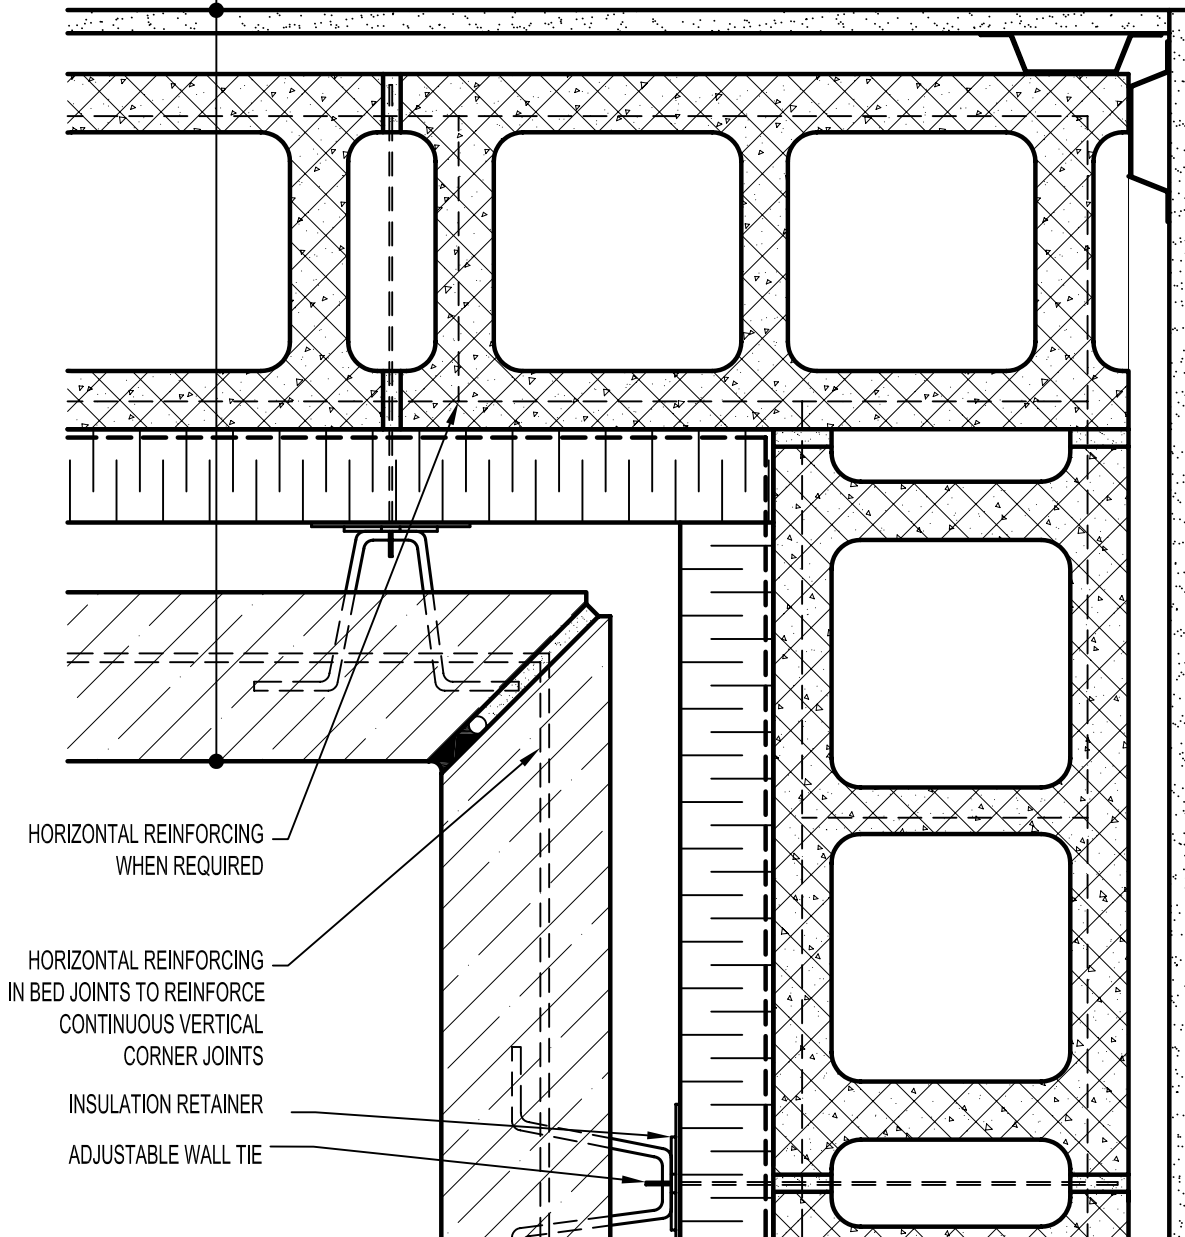 HORIZONTAL REINFORCING
WHEN REQUIRED
HORIZONTAL REINFORCING
IN BED JOINTS TO REINFORCE
CONTINUOUS VERTICAL
CORNER JOINTS
INSULATION RETAINER
ADJUSTABLE WALL TIE